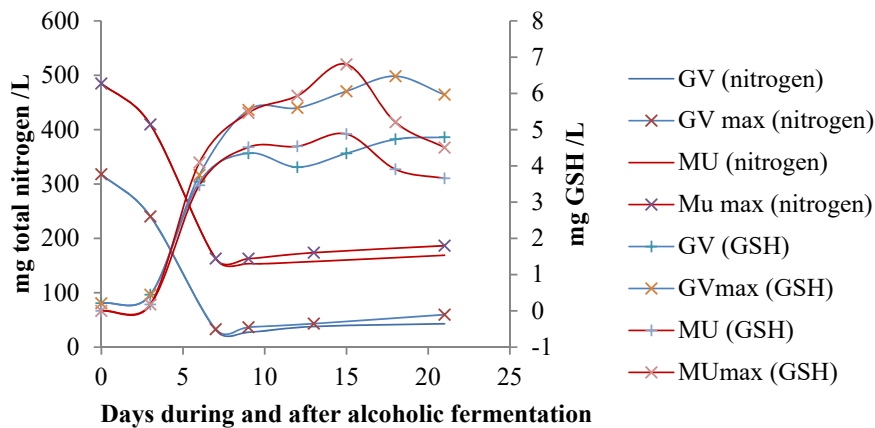 600
500
400
300
200
100
0
mg total nitrogen /L
8
7
6
5
4
3
2
1
0
-1
mg GSH /L
0 5 10 15 20 25
Days during and after alcoholic fermentation
GV (nitrogen)
GV max (nitrogen)
MU (nitrogen)
Mu max (nitrogen)
GV (GSH)
GVmax (GSH)
MU (GSH)
MUmax (GSH)